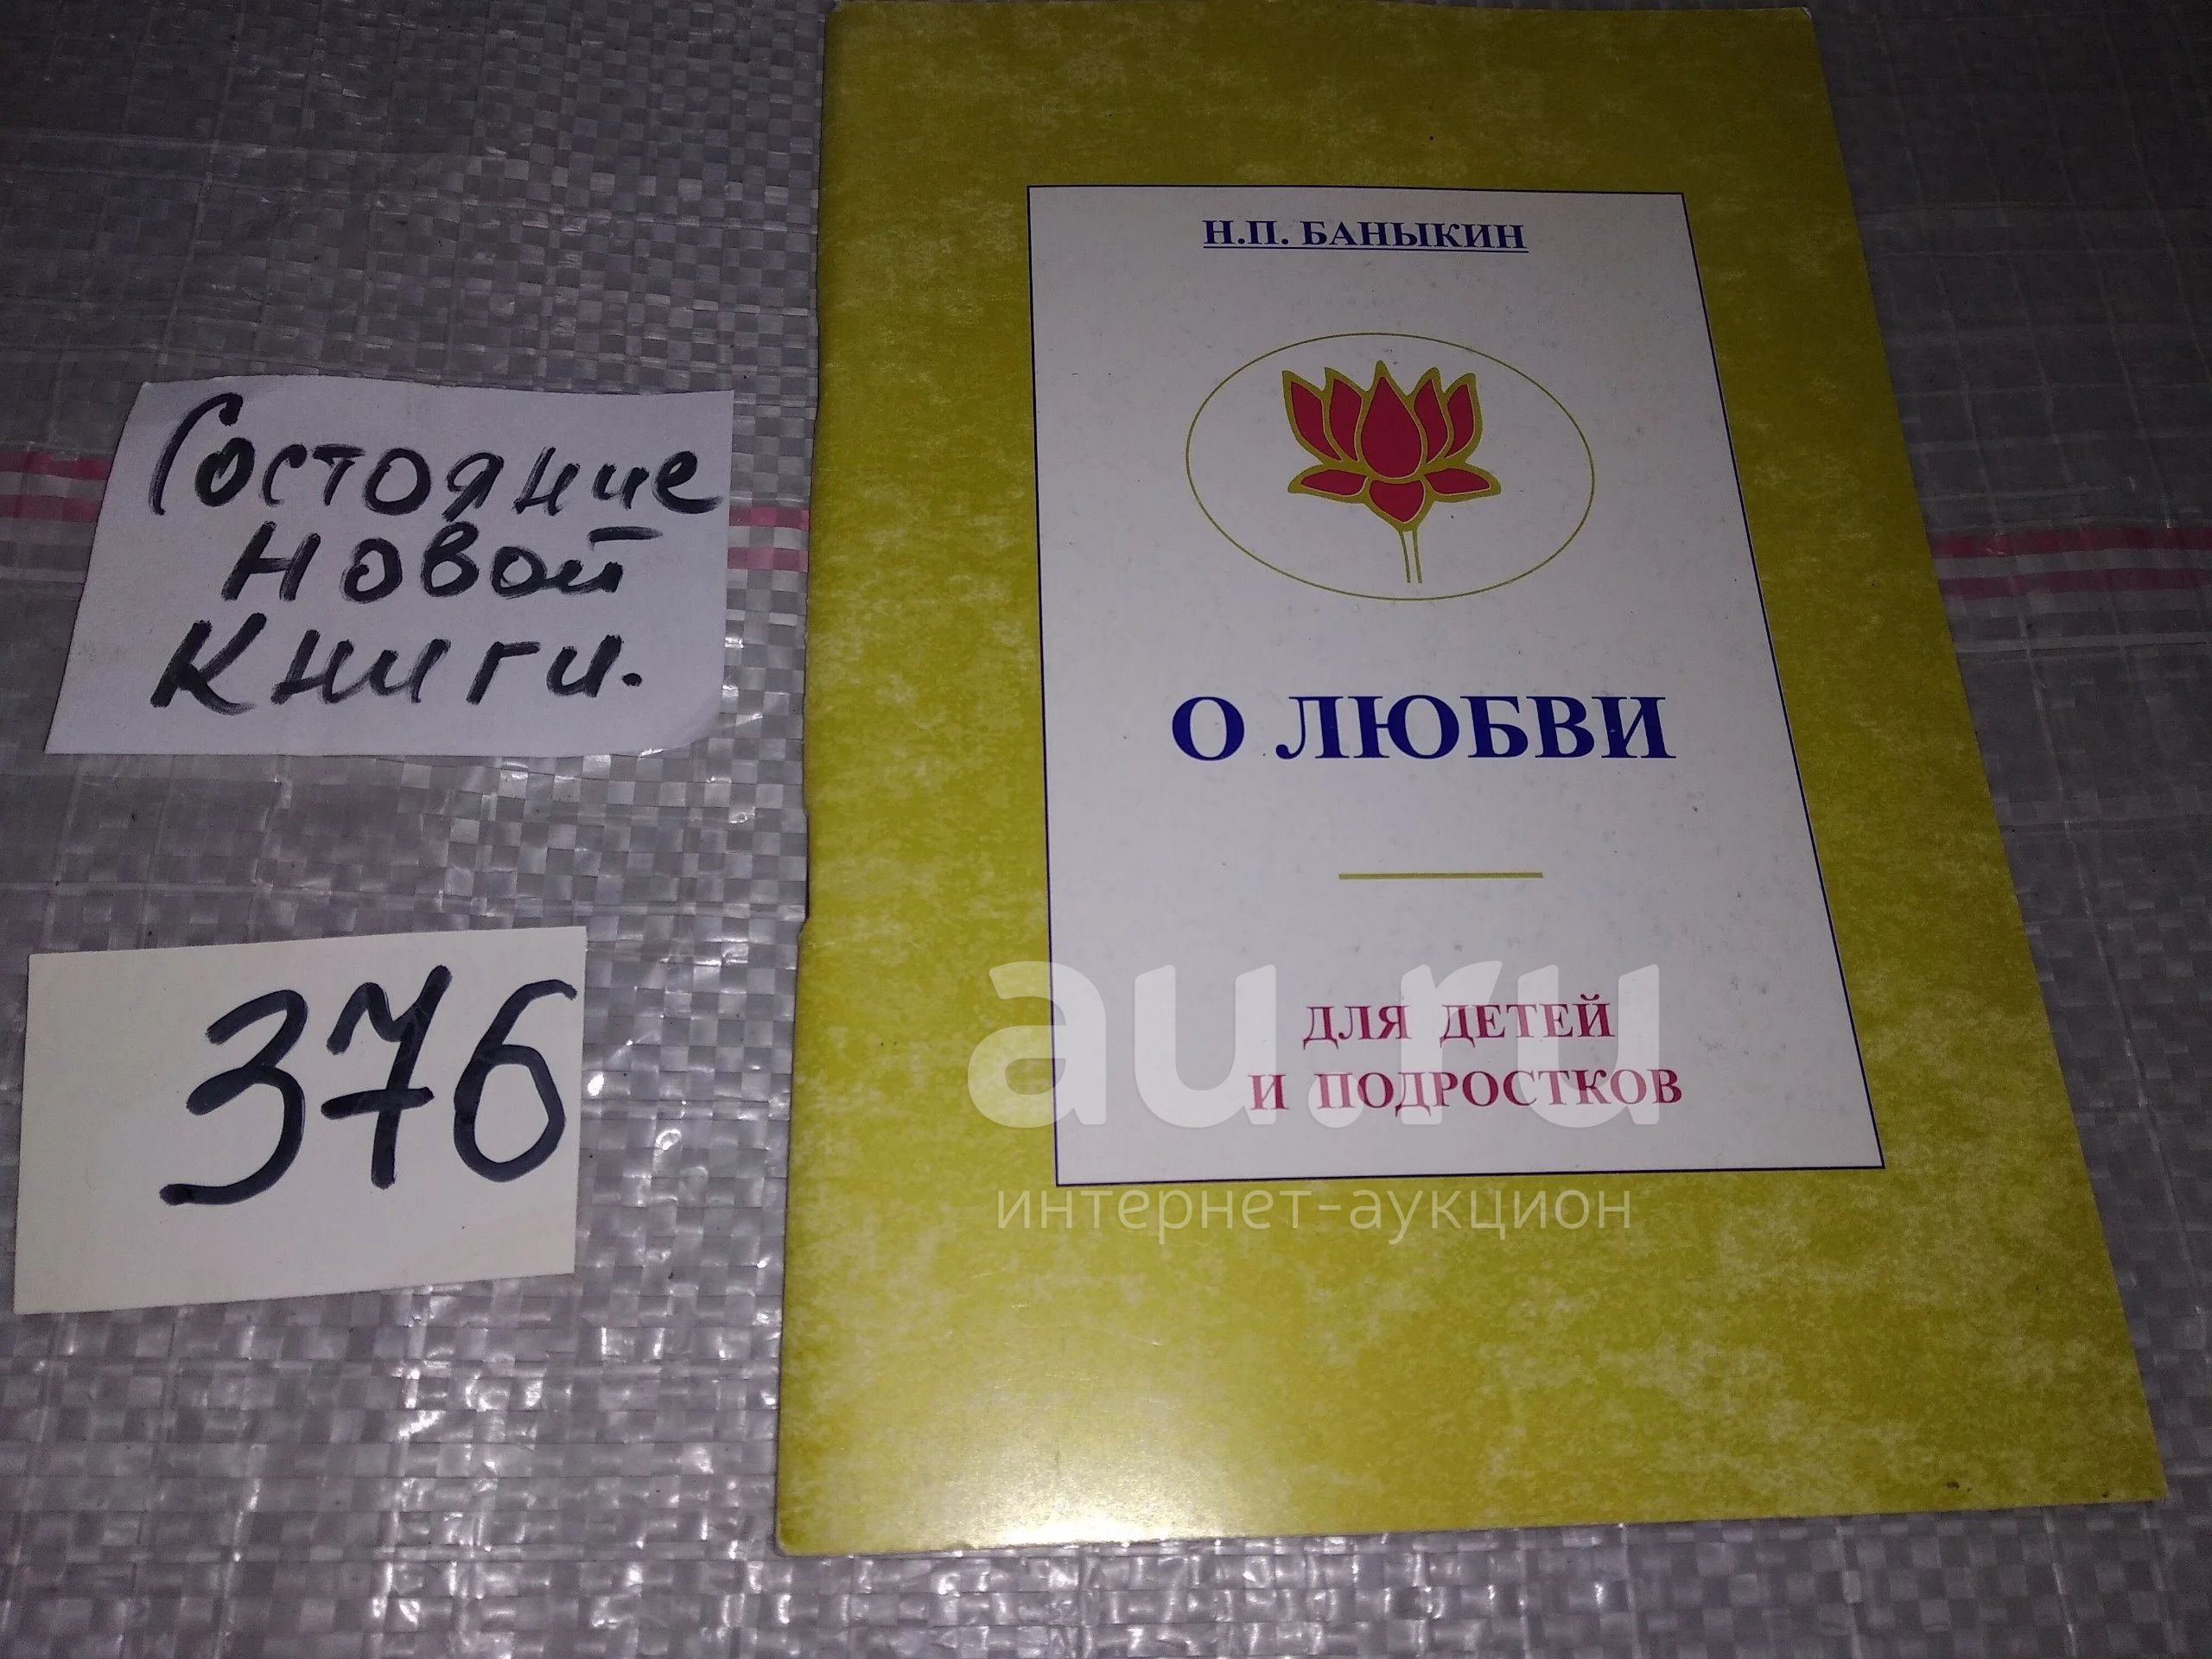 Состояние
новой
книги.
376
Н.П. БАНЫКИН
О ЛЮБВИ
ДЛЯ ДЕТЕЙ
И ПОДРОСТКОВ
au.ru
интернет-аукцион